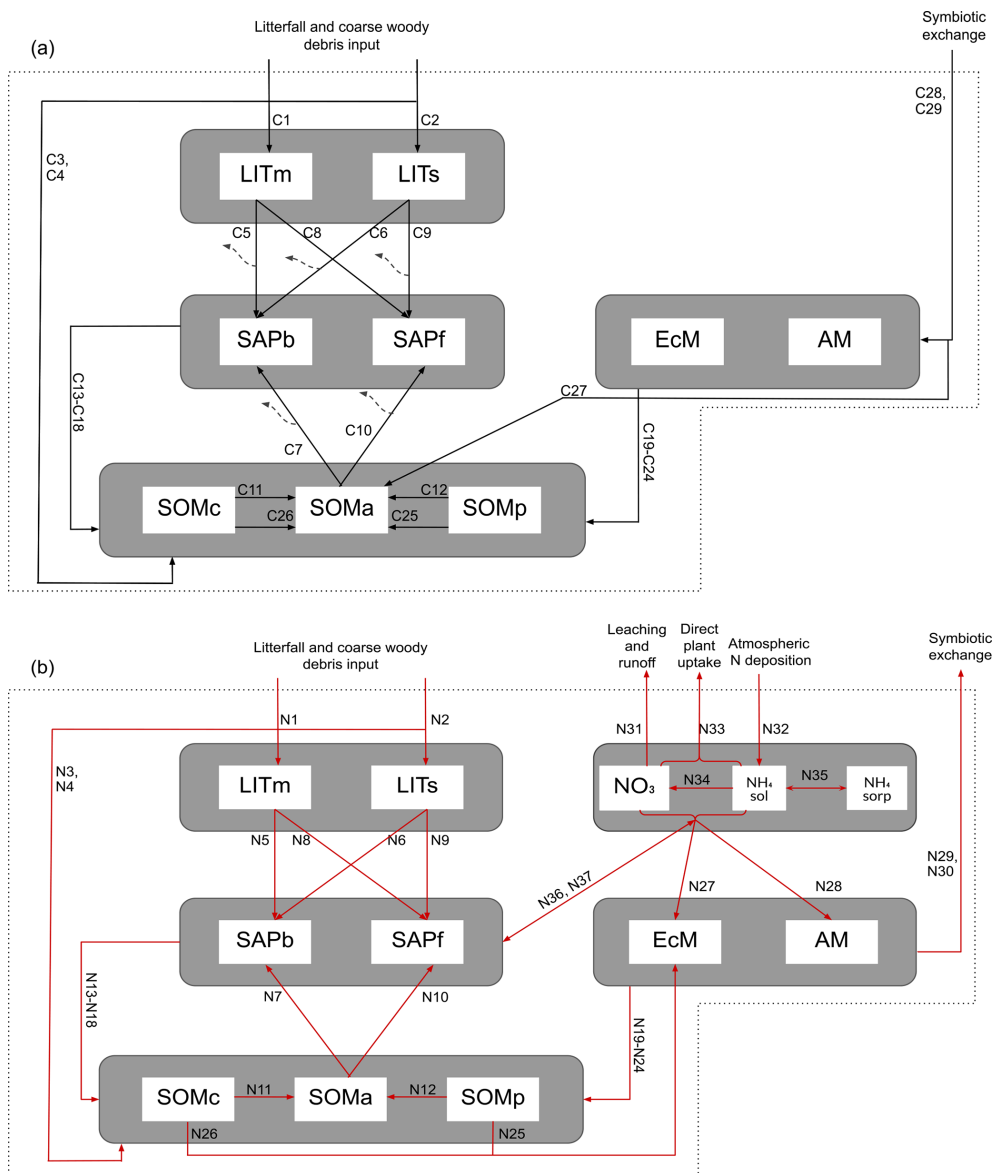 Litterfall and coarse woody
debris input
Symbiotic
exchange
(a)
C28,
C29
C1
C2
C3,
C4
LITm
LITs
C5
C8
C6
C9
SAPb
SAPf
EcM
AM
C13-C18
C27
C7
C10
C19-C24
SOMc
C11
C26
SOMa
C12
C25
SOMp
(b)
Litterfall and coarse woody
debris input
Leaching
and
runoff
Direct
plant
uptake
Atmospheric
N deposition
Symbiotic
exchange
N1
N2
N31
N33
N32
N3,
N4
LITm
LITs
NO₃
N34
NH₄
sol
N35
NH₄
sorp
N5
N8
N6
N9
N36, N37
N27
N28
N29,
N30
SAPb
SAPf
EcM
AM
N13-N18
N7
N10
N19-N24
SOMc
N11
SOMa
N12
SOMp
N26
N25